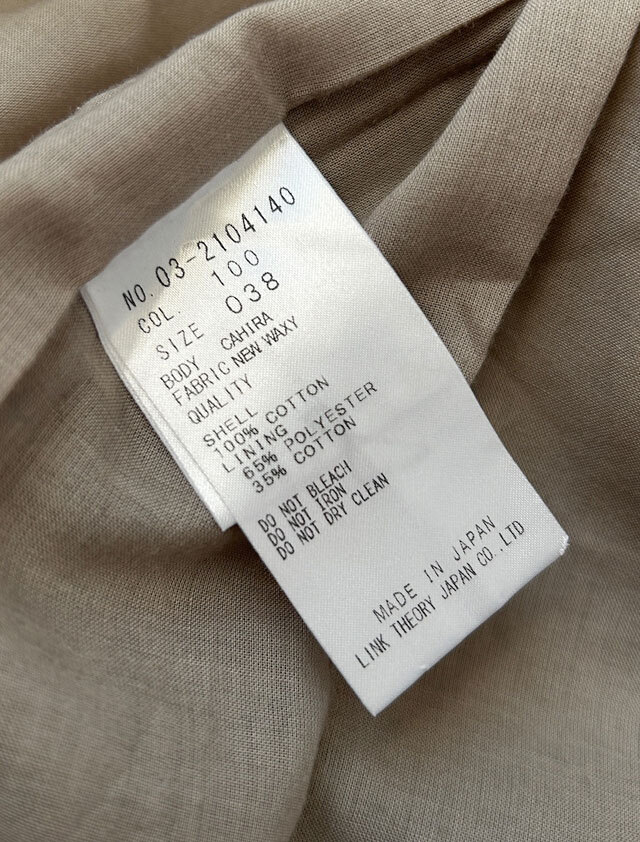 NO. 03-2104140
COL. 100
SIZE 038
BODY CAHIRA
FABRIC NEW WAXY
QUALITY
SHELL
100% COTTON
LINING
65% POLYESTER
35% COTTON
DO NOT BLEACH
DO NOT IRON
DO NOT DRY CLEAN
MADE IN JAPAN
LINK THEORY JAPAN CO.,LTD